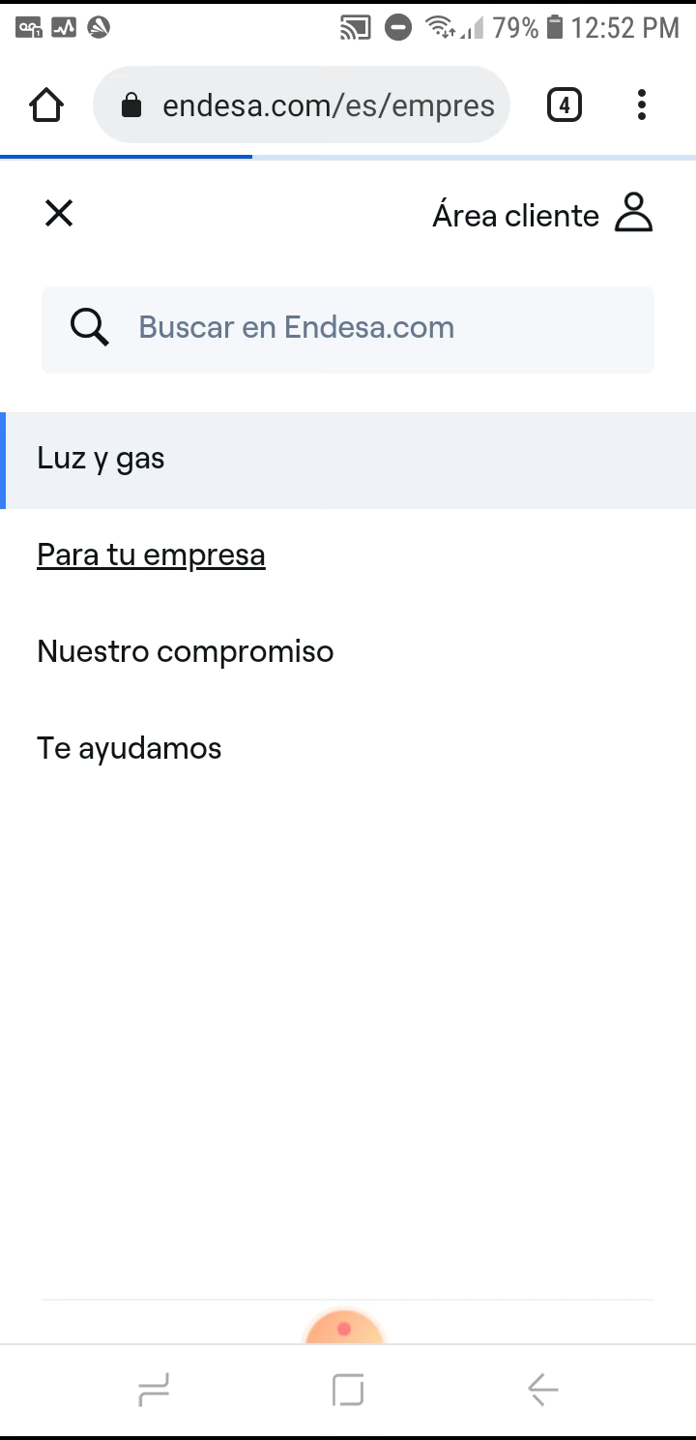 79% 12:52 PM
endesa.com/es/empres
4
Área cliente
Buscar en Endesa.com
Luz y gas
Para tu empresa
Nuestro compromiso
Te ayudamos